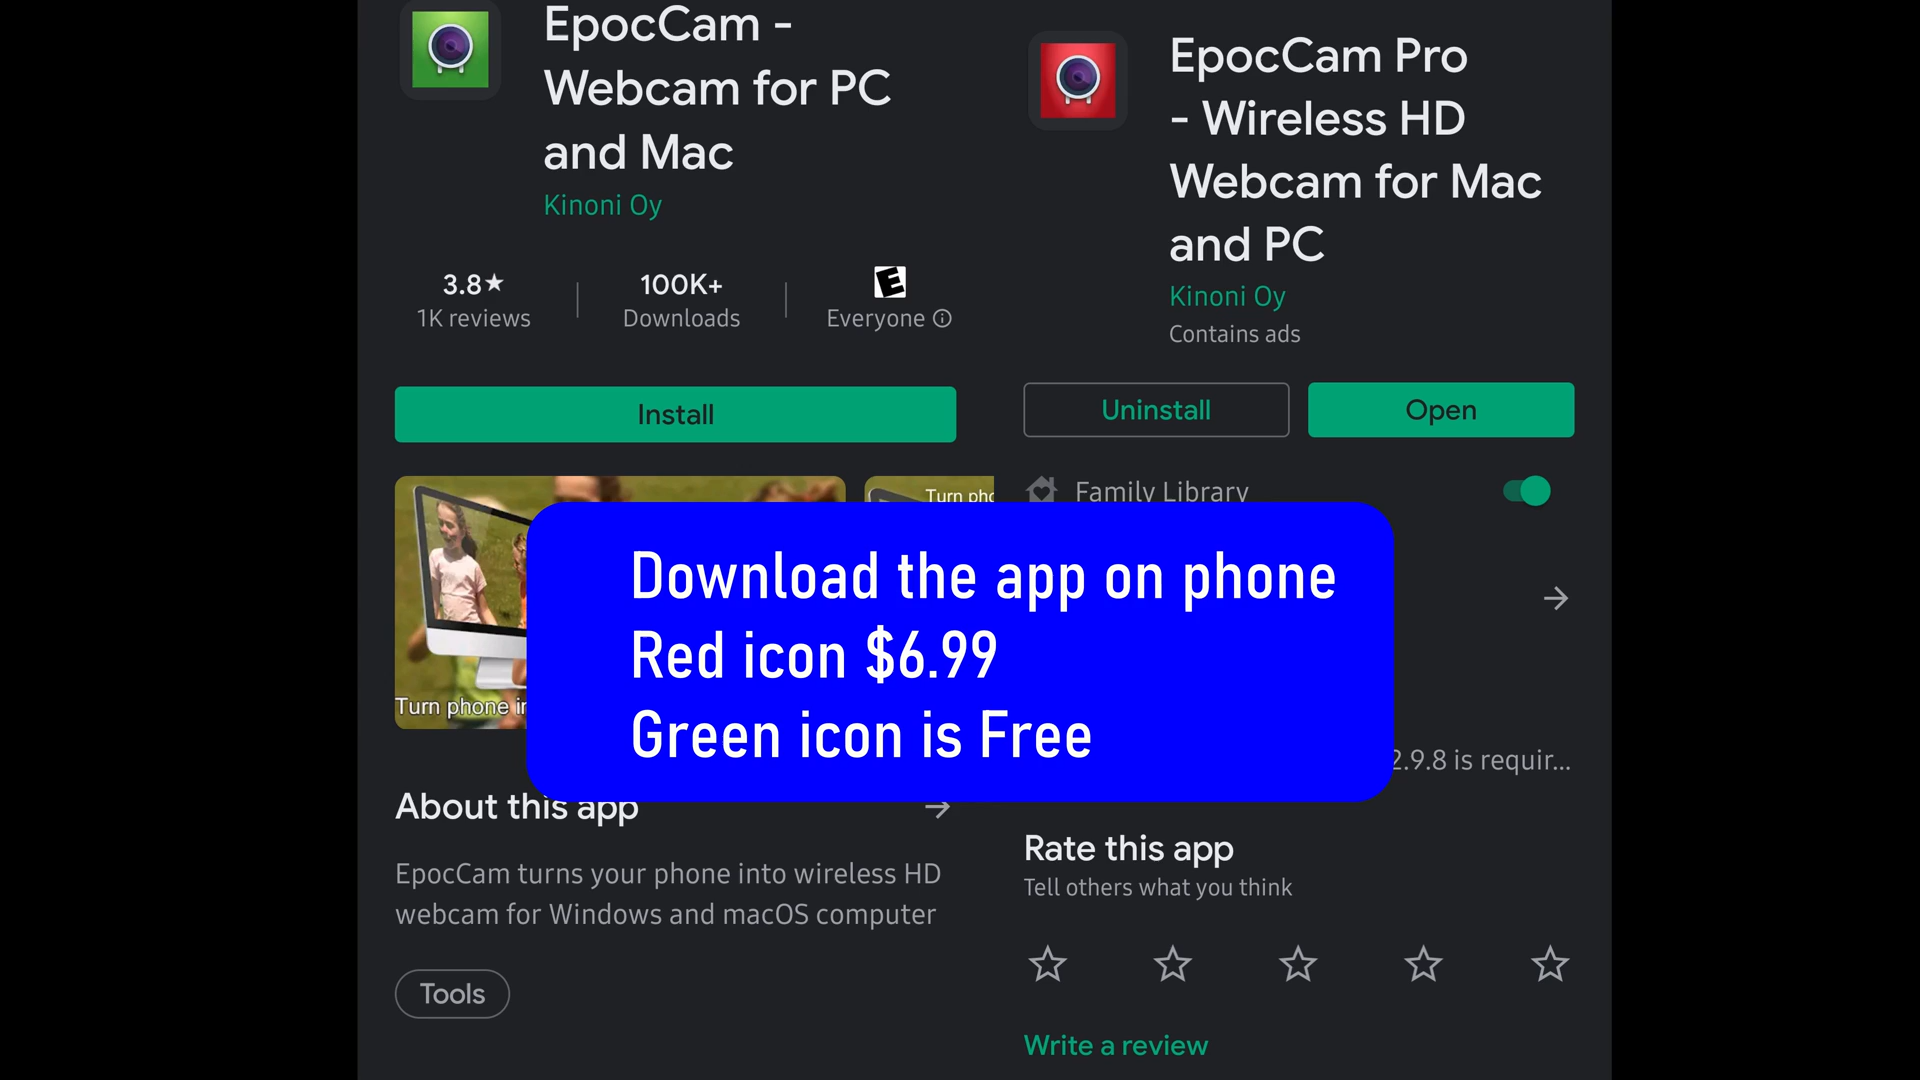 EpocCam -
Webcam for PC
and Mac
Kinoni Oy
3.8★
1K reviews
100K+
Downloads
E
Everyone
Install
Turn pho
Turn phone in
About this app
EpocCam turns your phone into wireless HD
webcam for Windows and macOS computer
Tools
EpocCam Pro
- Wireless HD
Webcam for Mac
and PC
Kinoni Oy
Contains ads
Uninstall
Open
Family Library
2.9.8 is requir...
Rate this app
Tell others what you think
Write a review
Download the app on phone
Red icon $6.99
Green icon is Free